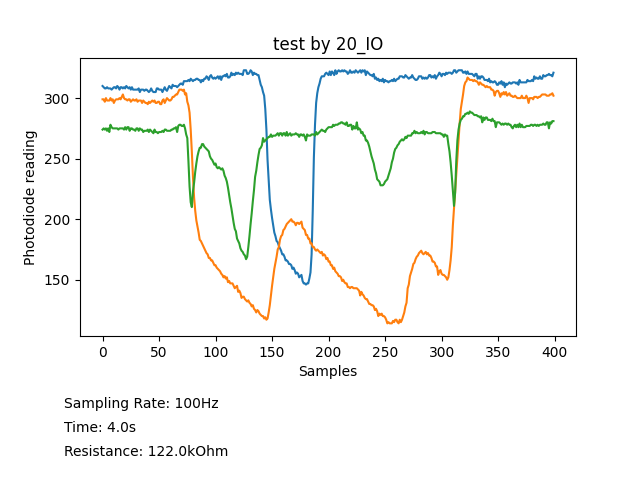 test by 20_IO
Photodiode reading
300
250
200
150
0 50 100 150 200 250 300 350 400
Samples
Sampling Rate: 100Hz
Time: 4.0s
Resistance: 122.0kOhm